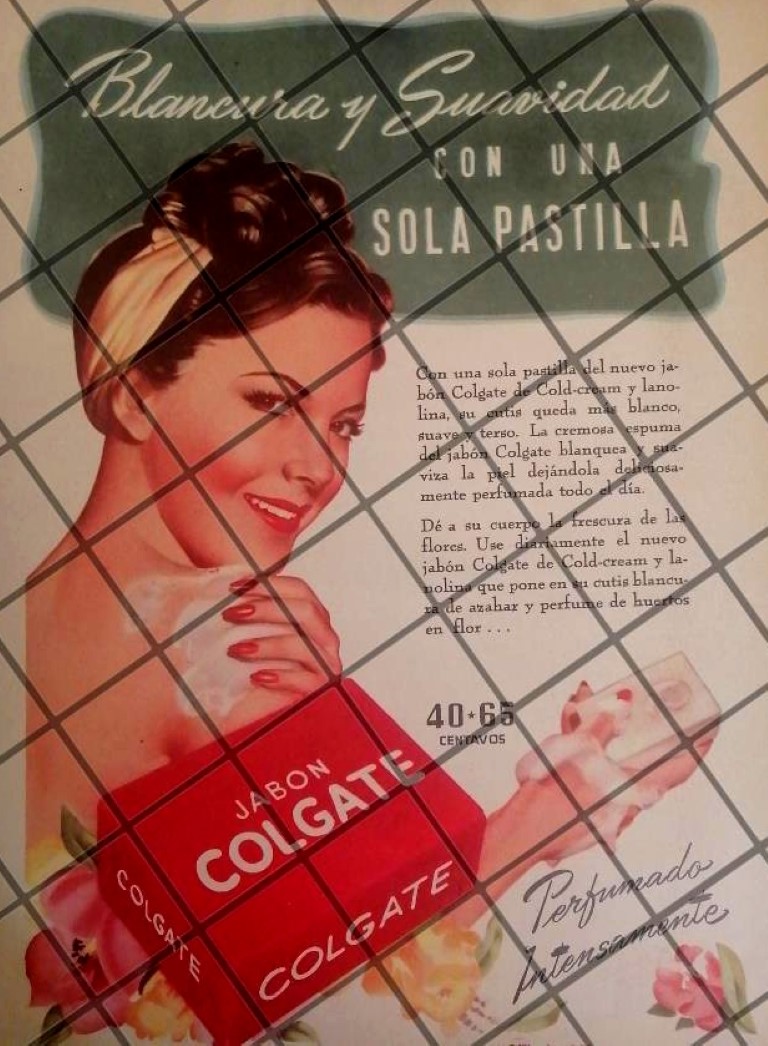 Blancura y Suavidad
CON UNA
SOLA PASTILLA
Con una sola pastilla del nuevo ja-
bón Colgate de Cold-cream y lano-
lina, su cutis queda más blanco,
suave y terso. La cremosa espuma
del jabón Colgate blanquea y sua-
viza la piel dejándola deliciosa-
mente perfumada todo el día.
Dé a su cuerpo la frescura de las
flores. Use diariamente el nuevo
jabón Colgate de Cold-cream y la-
nolina que pone en su cutis blancu-
ra de azahar y perfume de huertos
en flor . . .
40★65
CENTAVOS
JABON
COLGATE
COLGATE
COLGATE
Perfumado
Intensamente